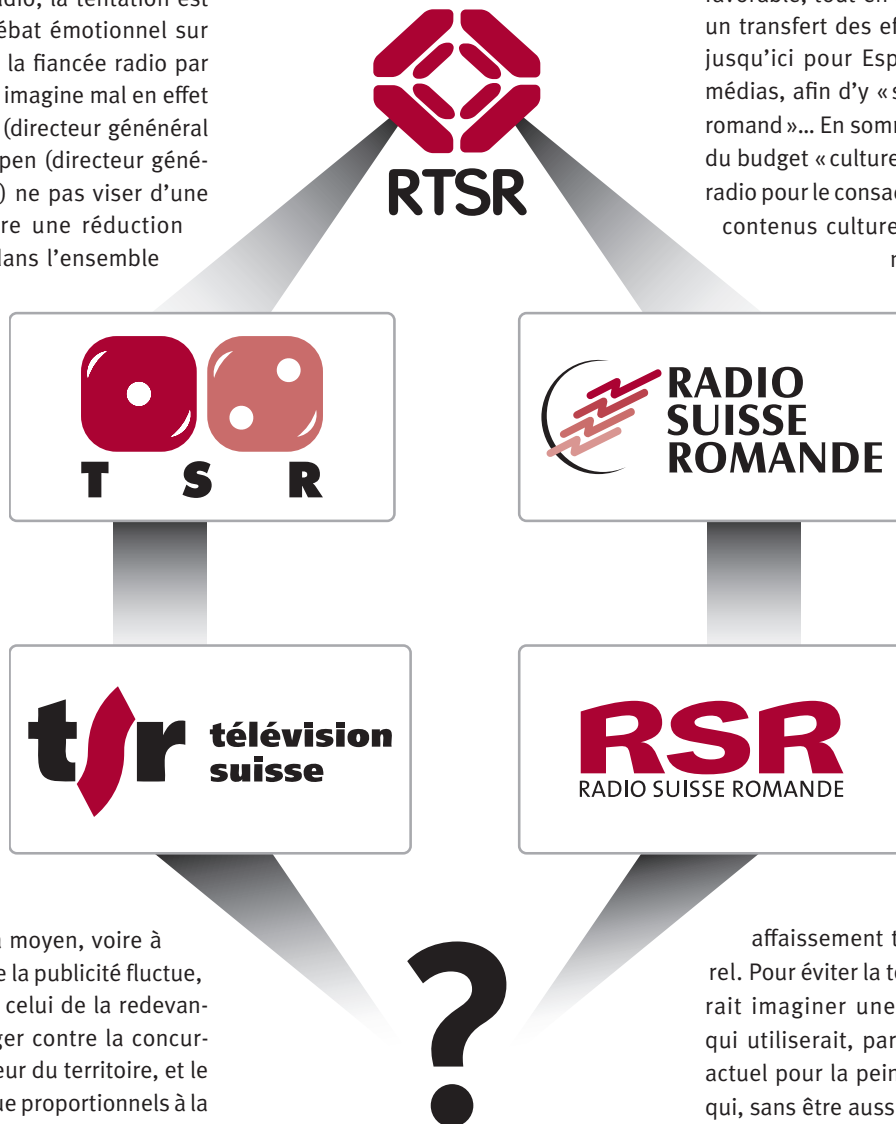 dio, la tentation est
ébat émotionnel sur
la fiancée radio par
imagine mal en effet
(directeur génénéral
pen (directeur géné-
) ne pas viser d’une
re une réduction
dans l’ensemble
un transfert des ef
jusqu’ici pour Esp
médias, afin d’y « s
romand »... En somm
du budget « culture
radio pour le consac
contenus culture
RTSR
T S R
RADIO
SUISSE
ROMANDE
tsr télévision
suisse
RSR
RADIO SUISSE ROMANDE
moyen, voire à
e la publicité fluctue,
celui de la redevan-
ger contre la concur-
eur du territoire, et le
ue proportionnels à la
?
affaissement t
rel. Pour éviter la te
rait imaginer une
qui utiliserait, par
actuel pour la pein
qui, sans être auss